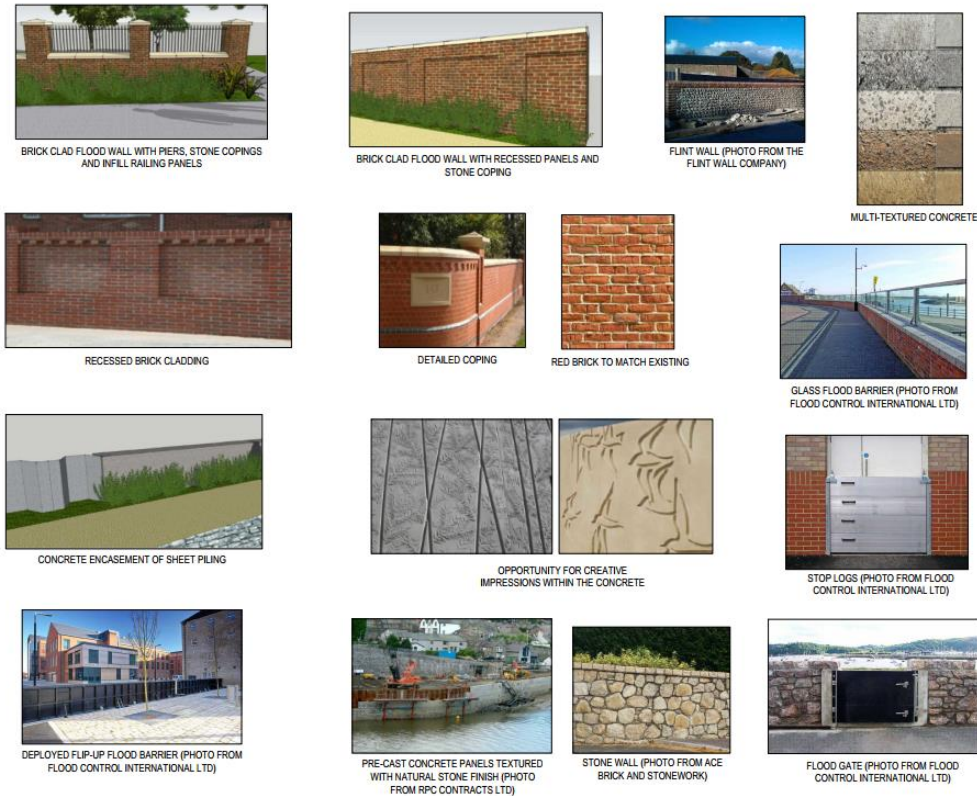 BRICK CLAD FLOOD WALL WITH PIERS, STONE COPINGS
AND INFILL RAILING PANELS
BRICK CLAD FLOOD WALL WITH RECESSED PANELS AND
STONE COPING
FLINT WALL (PHOTO FROM THE
FLINT WALL COMPANY)
MULTI-TEXTURED CONCRETE
RECESSED BRICK CLADDING
DETAILED COPING
RED BRICK TO MATCH EXISTING
GLASS FLOOD BARRIER (PHOTO FROM
FLOOD CONTROL INTERNATIONAL LTD)
CONCRETE ENCASEMENT OF SHEET PILING
OPPORTUNITY FOR CREATIVE
IMPRESSIONS WITHIN THE CONCRETE
STOP LOGS (PHOTO FROM FLOOD
CONTROL INTERNATIONAL LTD)
DEPLOYED FLIP-UP FLOOD BARRIER (PHOTO FROM
FLOOD CONTROL INTERNATIONAL LTD)
PRE-CAST CONCRETE PANELS TEXTURED
WITH NATURAL STONE FINISH (PHOTO
FROM RPC CONTRACTS LTD)
STONE WALL (PHOTO FROM ACE
BRICK AND STONEWORK)
FLOOD GATE (PHOTO FROM FLOOD
CONTROL INTERNATIONAL LTD)